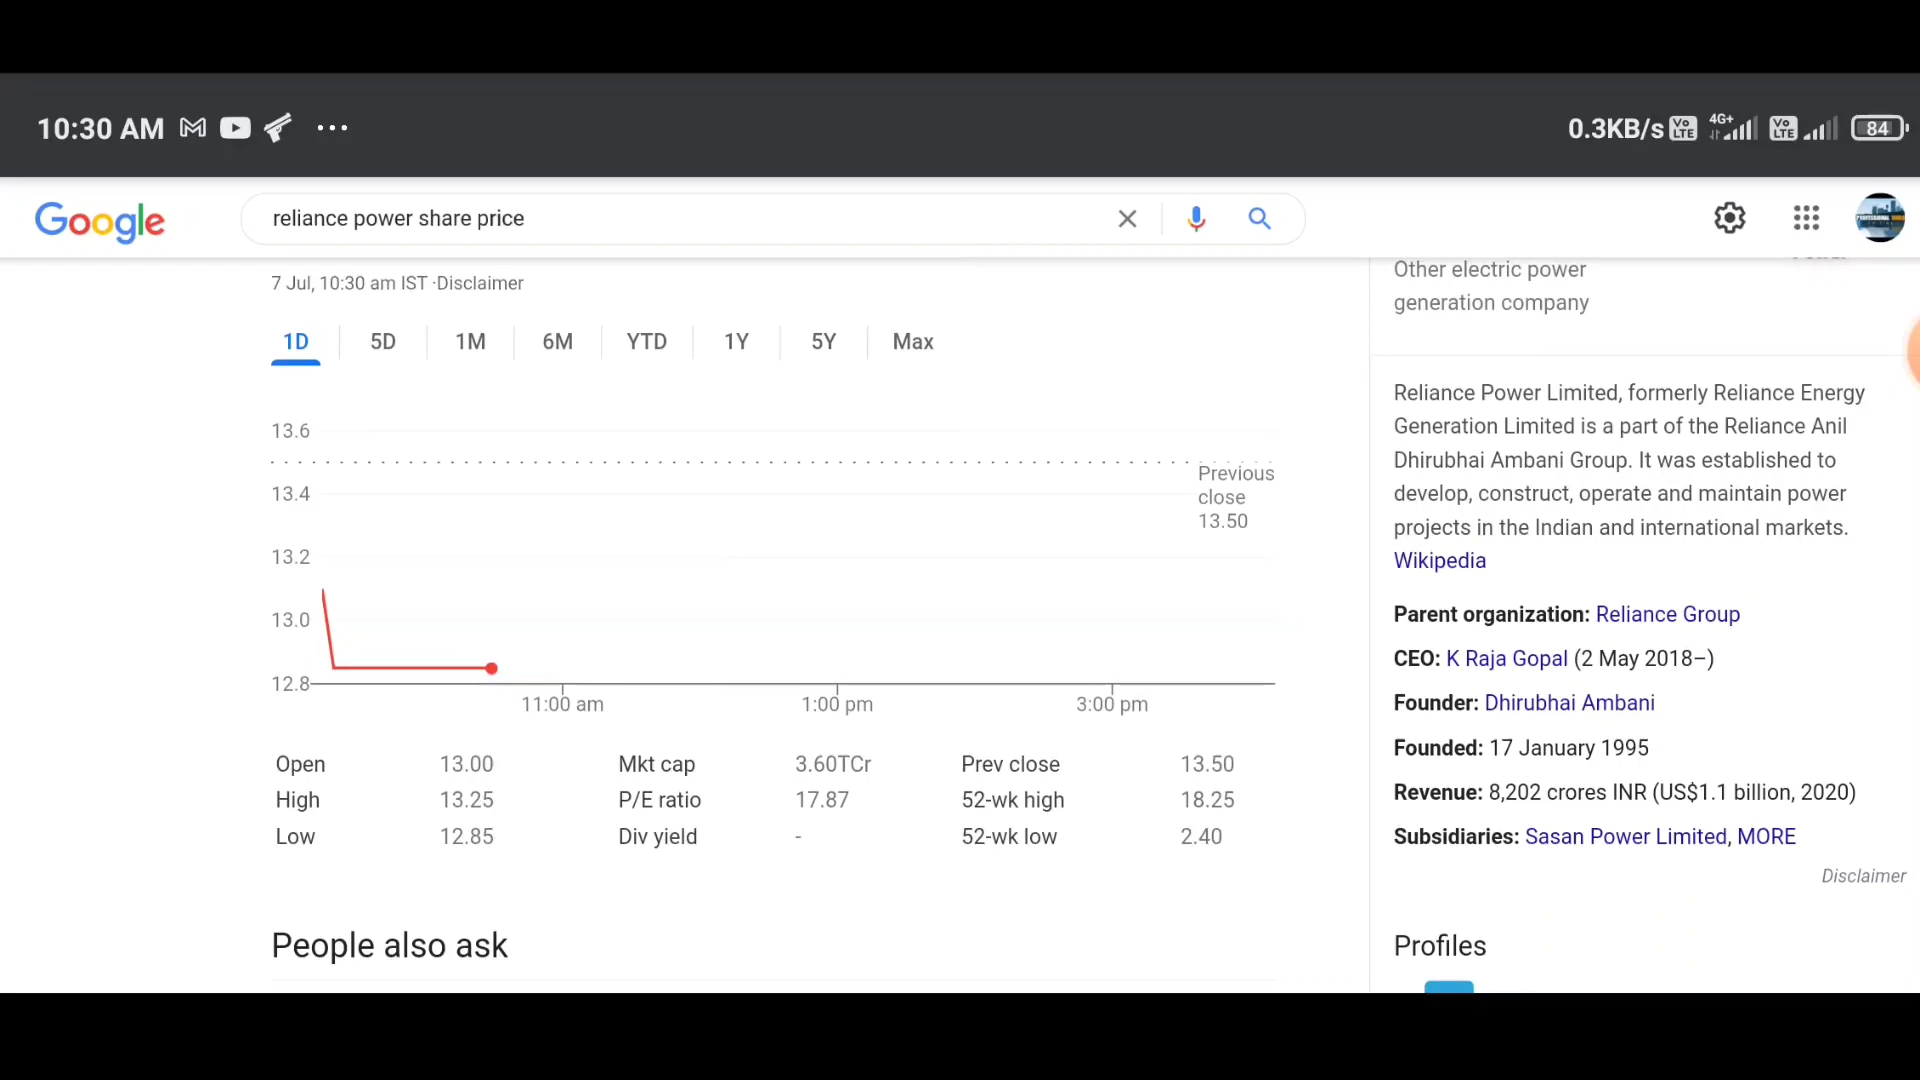 10:30 AM
0.3KB/s Vo LTE 4G+ Vo LTE 84
Google
reliance power share price
7 Jul, 10:30 am IST ·Disclaimer
1D 5D 1M 6M YTD 1Y 5Y Max
13.6
13.4
13.2
13.0
12.8
Previous
close
13.50
11:00 am 1:00 pm 3:00 pm
Open 13.00 Mkt cap 3.60TCr Prev close 13.50
High 13.25 P/E ratio 17.87 52-wk high 18.25
Low 12.85 Div yield - 52-wk low 2.40
People also ask
Other electric power
generation company
Reliance Power Limited, formerly Reliance Energy
Generation Limited is a part of the Reliance Anil
Dhirubhai Ambani Group. It was established to
develop, construct, operate and maintain power
projects in the Indian and international markets.
Wikipedia
Parent organization: Reliance Group
CEO: K Raja Gopal (2 May 2018–)
Founder: Dhirubhai Ambani
Founded: 17 January 1995
Revenue: 8,202 crores INR (US$1.1 billion, 2020)
Subsidiaries: Sasan Power Limited, MORE
Disclaimer
Profiles